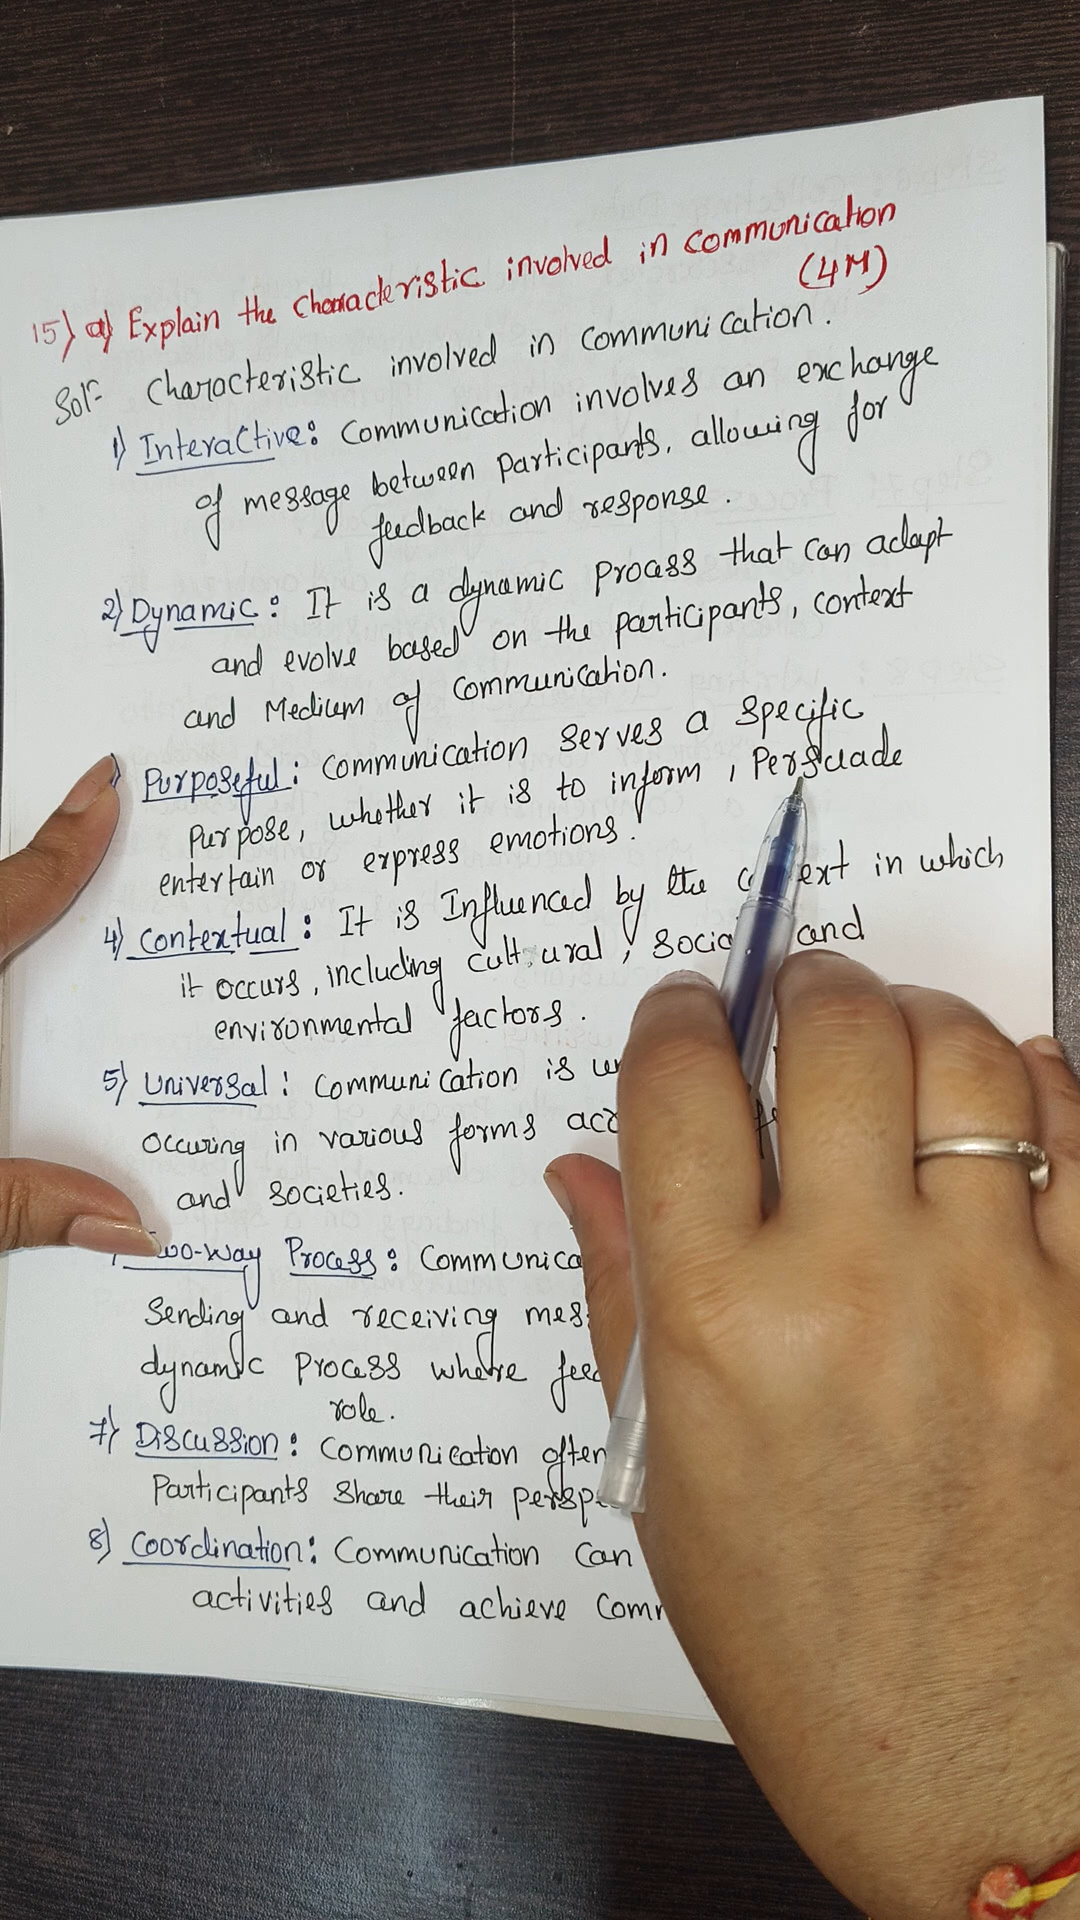 15) a) Explain the Characteristic involved in communication
(4M)
Sol:- Characteristic involved in communication.
1) Interactive: Communication involves an exchange
of message between participants, allowing for
feedback and response.
2) Dynamic: It is a dynamic process that can adapt
and evolve based on the participants, context
and Medium of communication.
Purposeful: Communication serves a specific
purpose, whether it is to inform, Persuade
entertain or express emotions.
4) Contextual: It is Influenced by the in which
it occurs, including cultural, and
environmental factors.
5) Universal: Communication is
occuring in various forms
and societies.
Process: 
Sending and receiving
dynamic process where
role.
7) Discussion: Communication often
Participants share their
8) Coordination: Communication can
activities and achieve